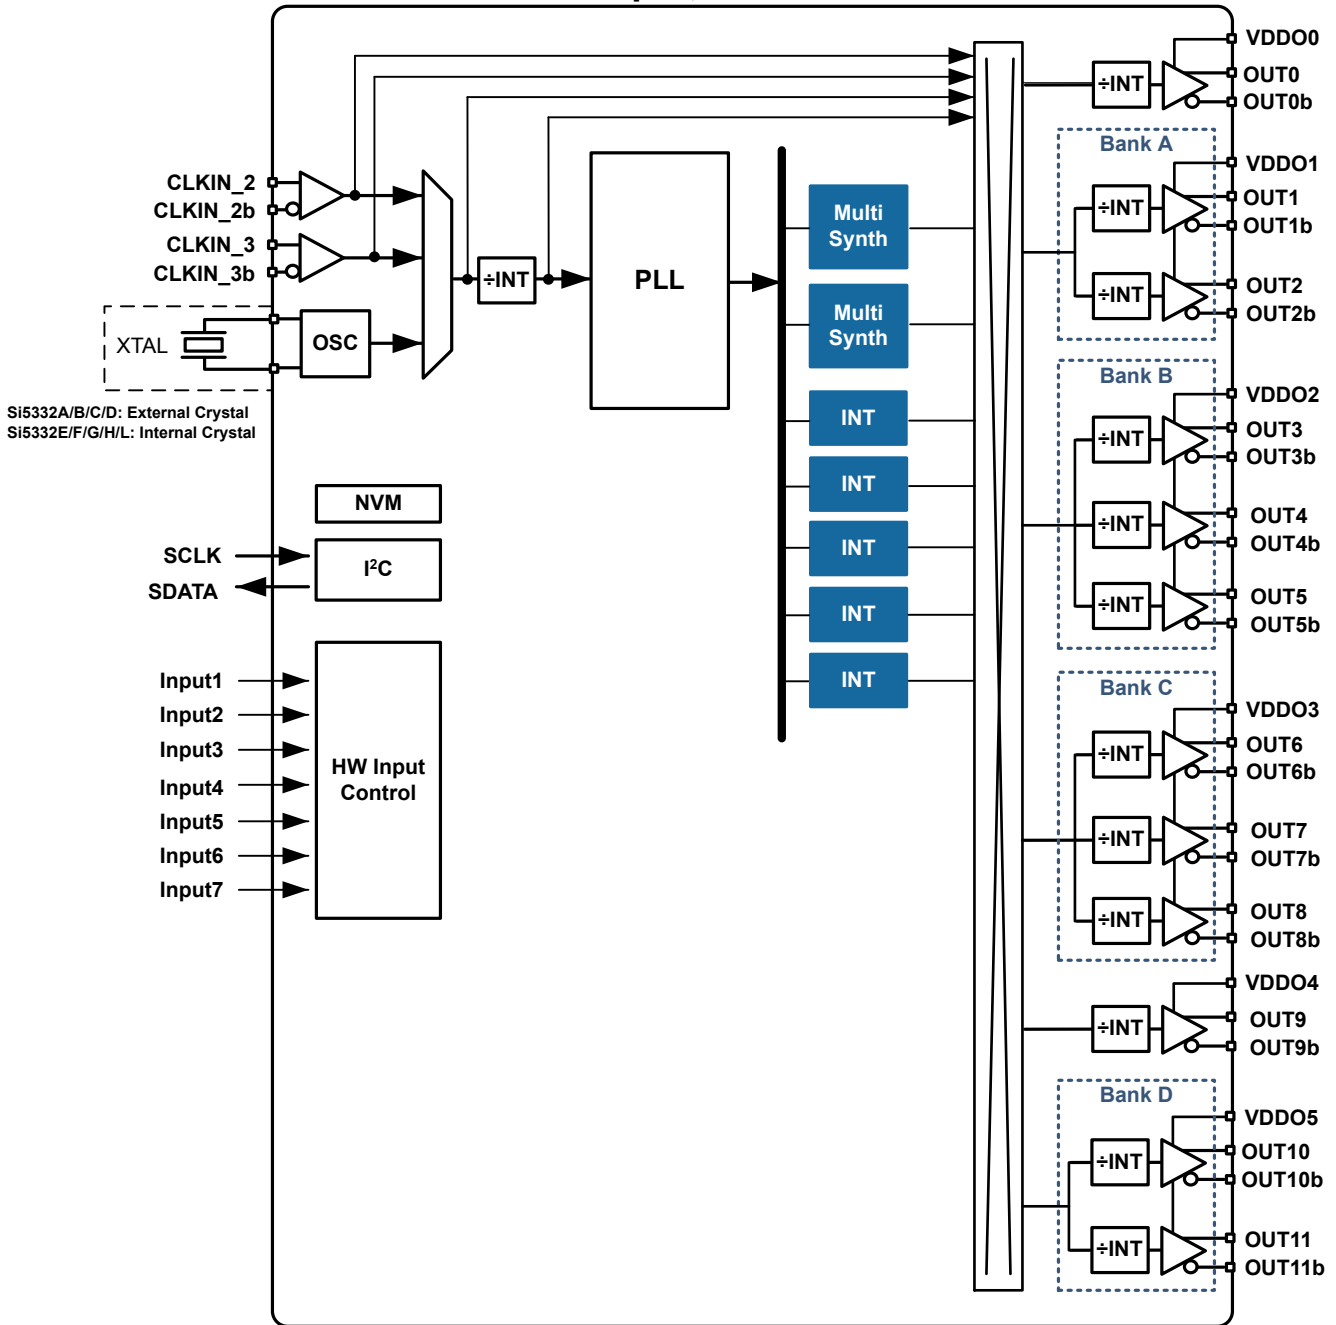 VDDO0
OUT0
OUT0b
÷INT
Bank A
VDDO1
OUT1
OUT1b
÷INT
OUT2
OUT2b
÷INT
CLKIN_2
CLKIN_2b
CLKIN_3
CLKIN_3b
XTAL
OSC
÷INT
PLL
Multi
Synth
Multi
Synth
INT
INT
INT
INT
INT
Si5332A/B/C/D: External Crystal
Si5332E/F/G/H/L: Internal Crystal
NVM
SCLK
SDATA
I²C
Input1
Input2
Input3
Input4
Input5
Input6
Input7
HW Input
Control
Bank B
VDDO2
÷INT
OUT3
OUT3b
÷INT
OUT4
OUT4b
÷INT
OUT5
OUT5b
Bank C
VDDO3
÷INT
OUT6
OUT6b
÷INT
OUT7
OUT7b
÷INT
OUT8
OUT8b
VDDO4
÷INT
OUT9
OUT9b
Bank D
VDDO5
÷INT
OUT10
OUT10b
÷INT
OUT11
OUT11b